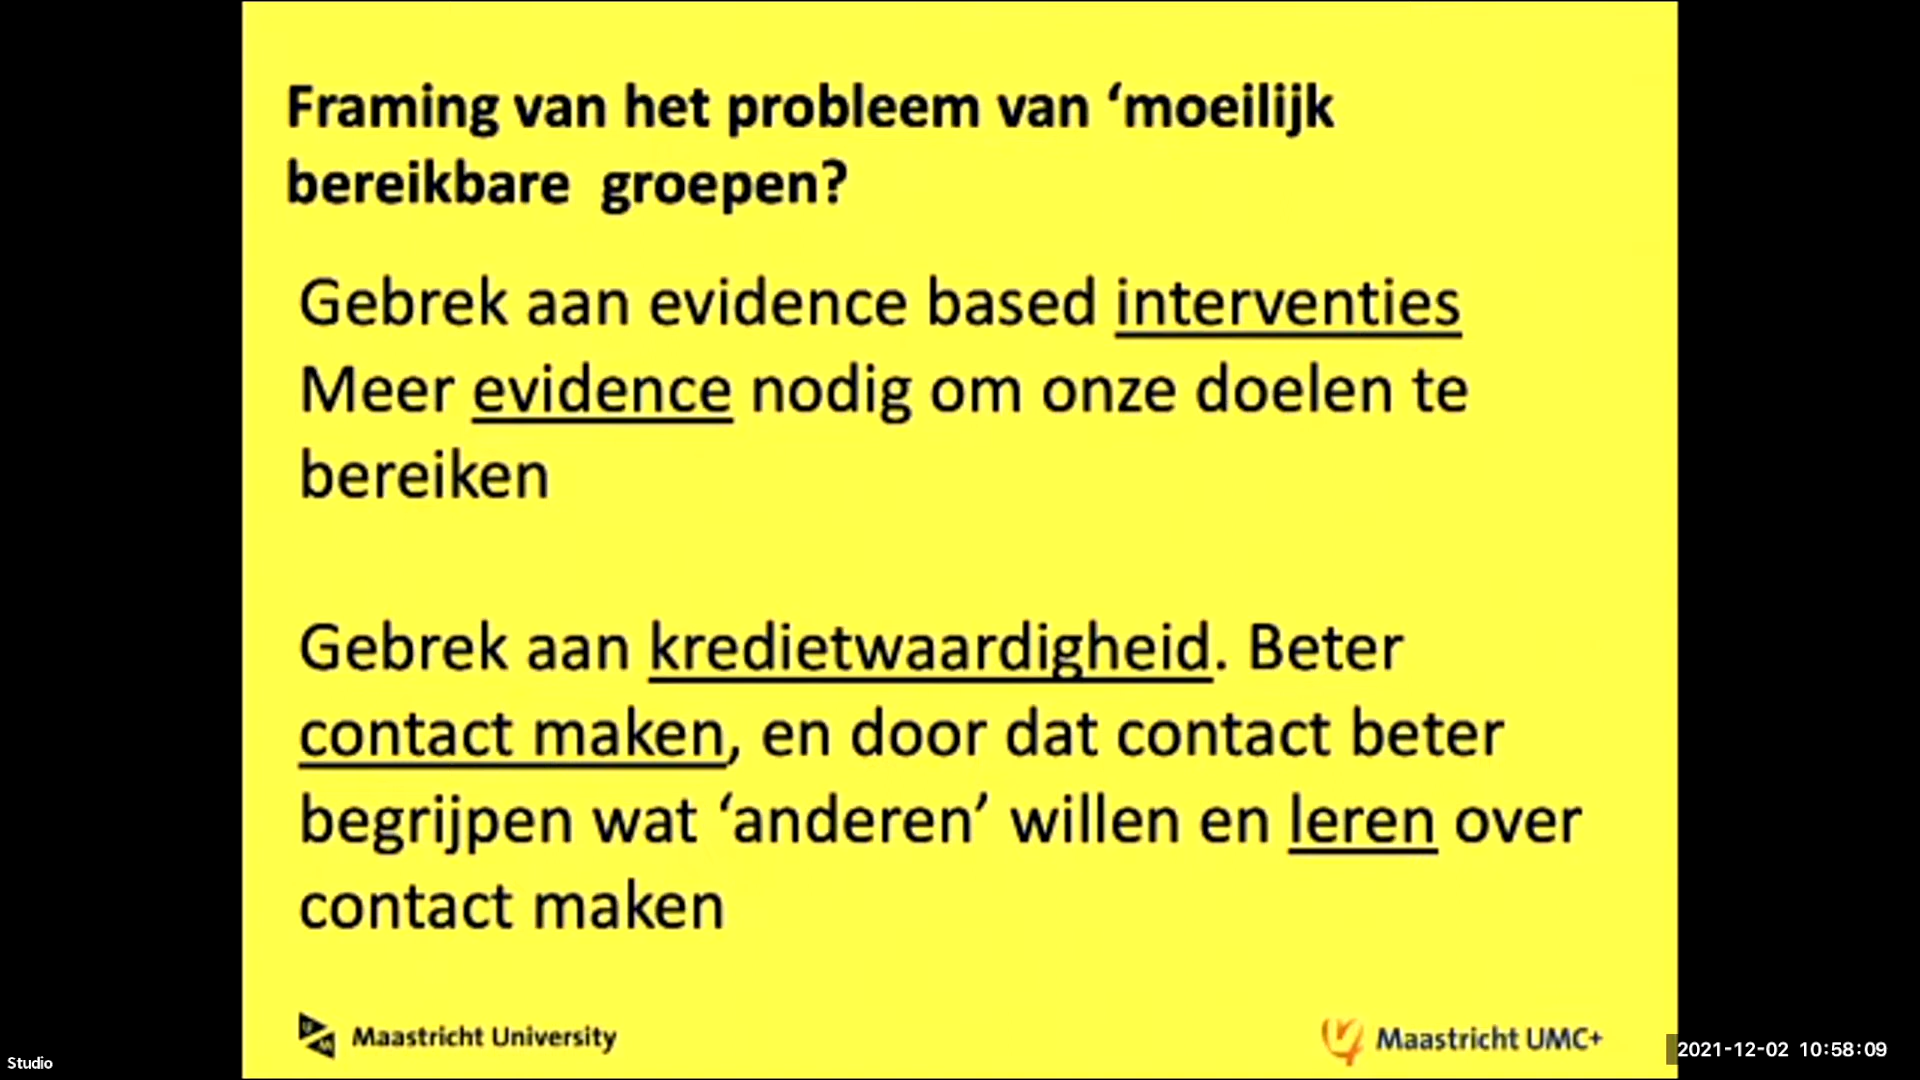 Framing van het probleem van ‘moeilijk
bereikbare groepen?
Gebrek aan evidence based interventies
Meer evidence nodig om onze doelen te
bereiken
Gebrek aan kredietwaardigheid. Beter
contact maken, en door dat contact beter
begrijpen wat ‘anderen’ willen en leren over
contact maken
Maastricht University
Maastricht UMC+
Studio
2021-12-02 10:58:09